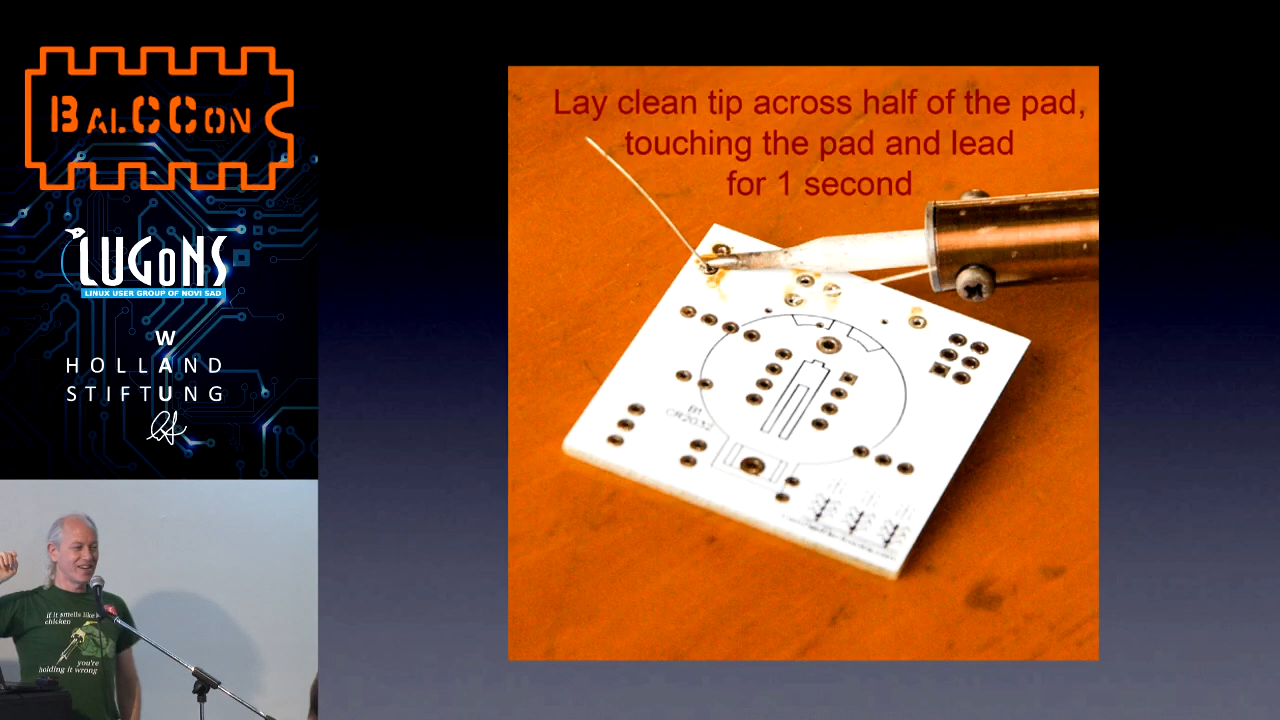 BALCCON
LUGONS
LINUX USER GROUP OF NOVI SAD
W
HOLLAND
STIFTUNG
if it smells like
chicken
you're
holding it wrong
Lay clean tip across half of the pad,
touching the pad and lead
for 1 second
B1
CR2032